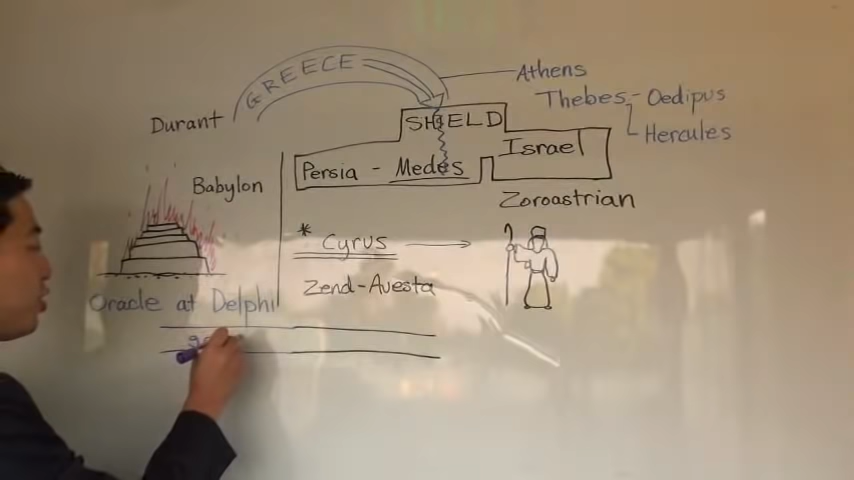 GREECE
Athens
Thebes - Oedipus
Hercules
Durant
SHIELD
Persia - Medes
Israel
Babylon
Zoroastrian
* Cyrus
Zend-Avesta
Oracle at Delphi